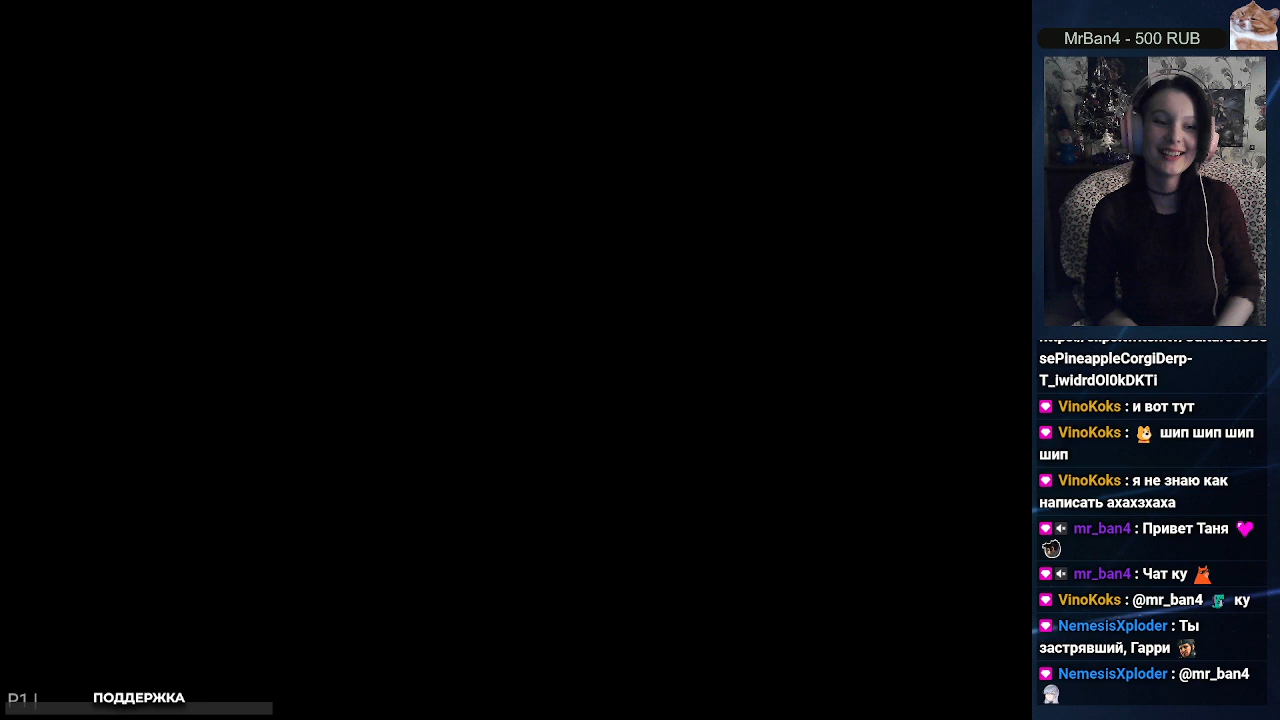 MrBan4 - 500 RUB
sePineappleCorgiDerp-
T_iwidrdOl0kDKTi
VinoKoks : и вот тут
VinoKoks : шип шип шип
шип
VinoKoks : я не знаю как
написать ахахзхаха
mr_ban4 : Привет Таня
mr_ban4 : Чат ку
VinoKoks : @mr_ban4 ку
NemesisXploder : Ты
застрявший, Гарри
NemesisXploder : @mr_ban4
P1 |
ПОДДЕРЖКА